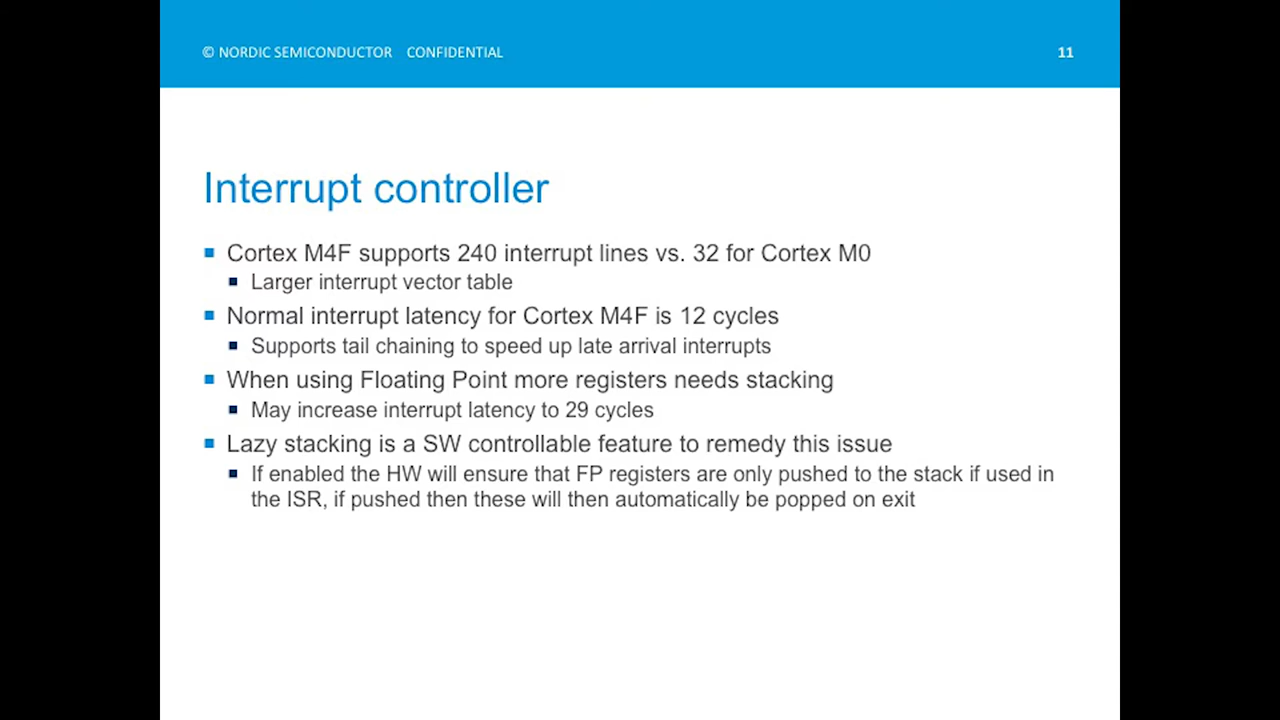 © NORDIC SEMICONDUCTOR CONFIDENTIAL 11
Interrupt controller
Cortex M4F supports 240 interrupt lines vs. 32 for Cortex M0
Larger interrupt vector table
Normal interrupt latency for Cortex M4F is 12 cycles
Supports tail chaining to speed up late arrival interrupts
When using Floating Point more registers needs stacking
May increase interrupt latency to 29 cycles
Lazy stacking is a SW controllable feature to remedy this issue
If enabled the HW will ensure that FP registers are only pushed to the stack if used in
the ISR, if pushed then these will then automatically be popped on exit